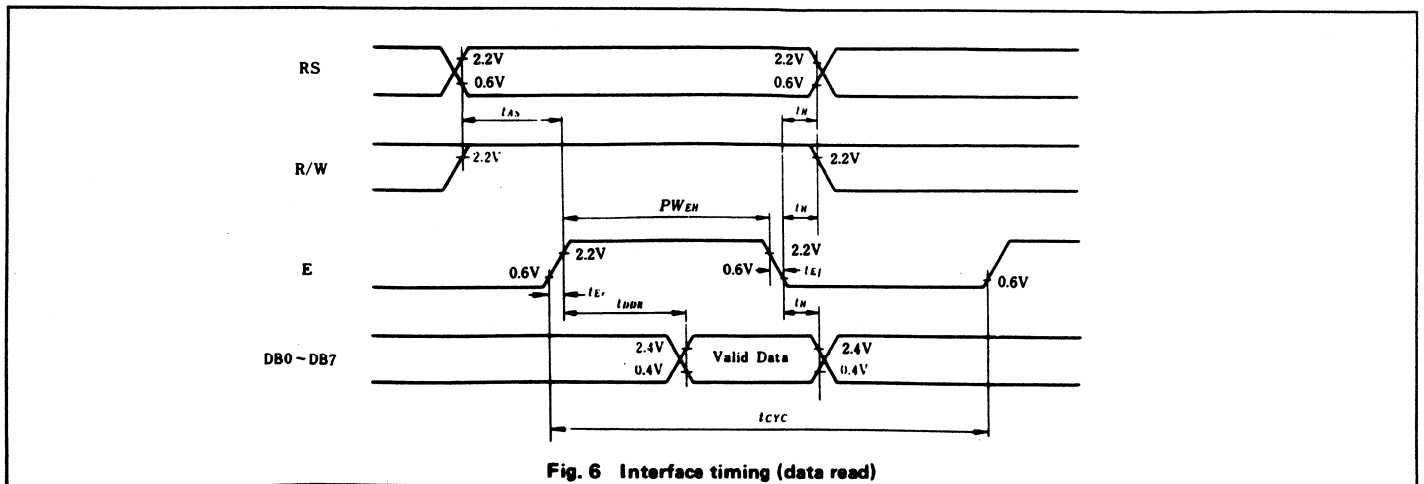 RS
2.2V
0.6V
2.2V
0.6V
tAS
tH
R/W
2.2V
2.2V
PWEH
tH
E
0.6V
2.2V
2.2V
0.6V
tEf
0.6V
tEr
tDDR
tH
DB0~DB7
2.4V
0.4V
Valid Data
2.4V
0.4V
tCYC
Fig. 6 Interface timing (data read)